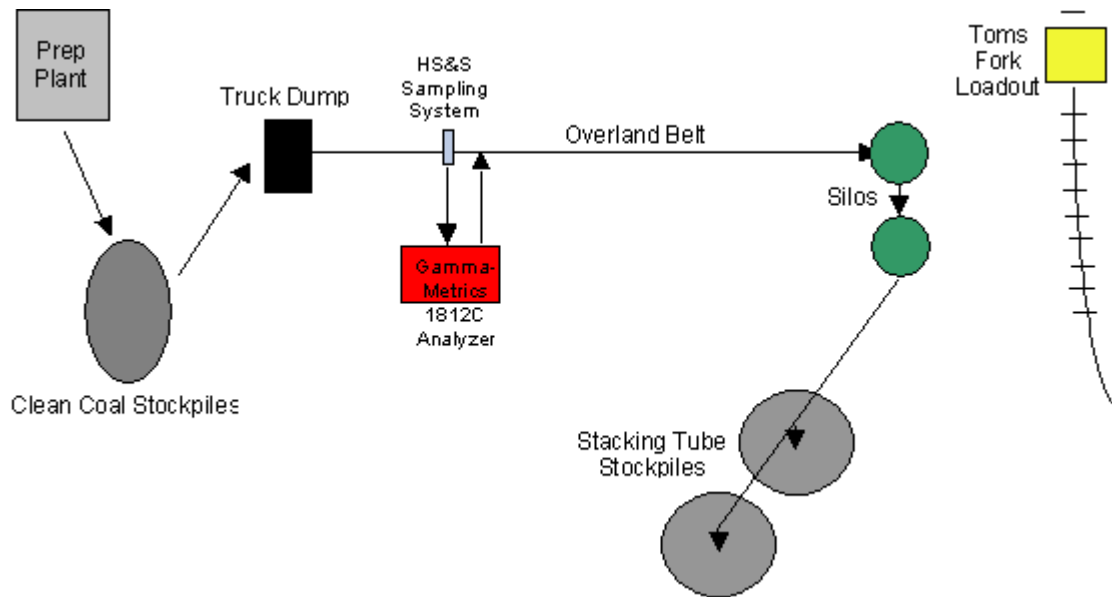 Prep
Plant
Truck Dump
HS&S
Sampling
System
Overland Belt
Toms
Fork
Loadout
Silos
Gamma-
Metrics
1812C
Analyzer
Clean Coal Stockpiles
Stacking Tube
Stockpiles